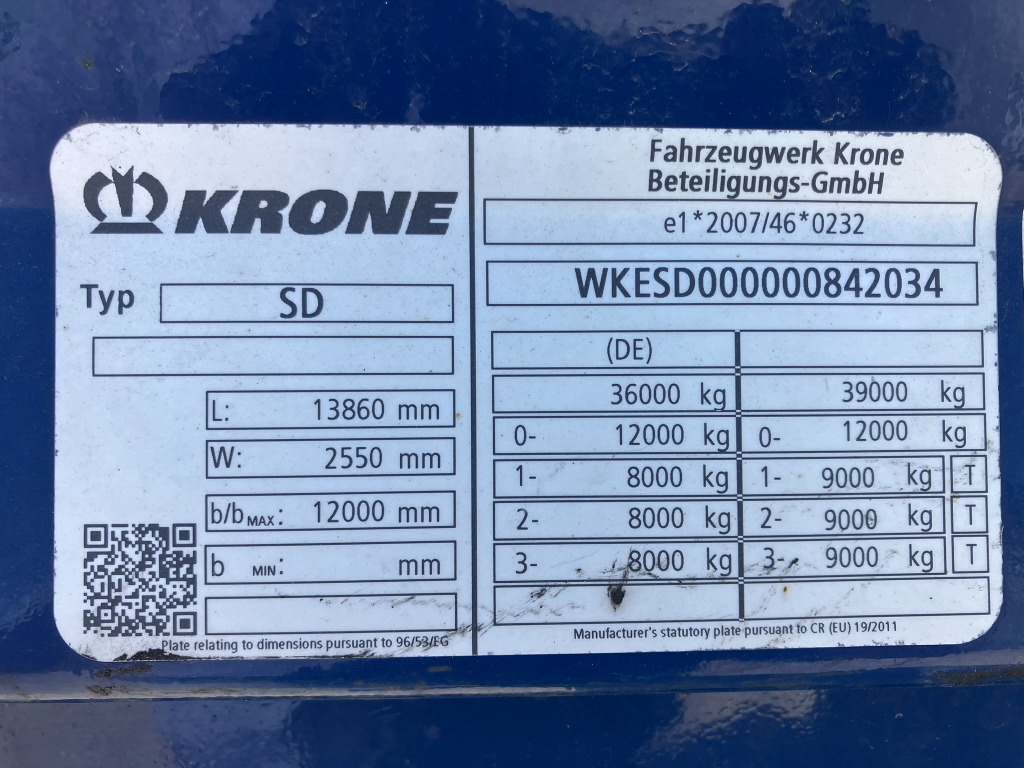 KRONE
Typ SD
L: 13860 mm
W: 2550 mm
b/b MAX: 12000 mm
b MIN: mm
Plate relating to dimensions pursuant to 96/53/EG
Fahrzeugwerk Krone
Beteiligungs-GmbH
e1*2007/46*0232
WKESD000000842034
(DE)
36000 kg 39000 kg
0- 12000 kg 0- 12000 kg
1- 8000 kg 1- 9000 kg T
2- 8000 kg 2- 9000 kg T
3- 8000 kg 3- 9000 kg T
Manufacturer's statutory plate pursuant to CR (EU) 19/2011